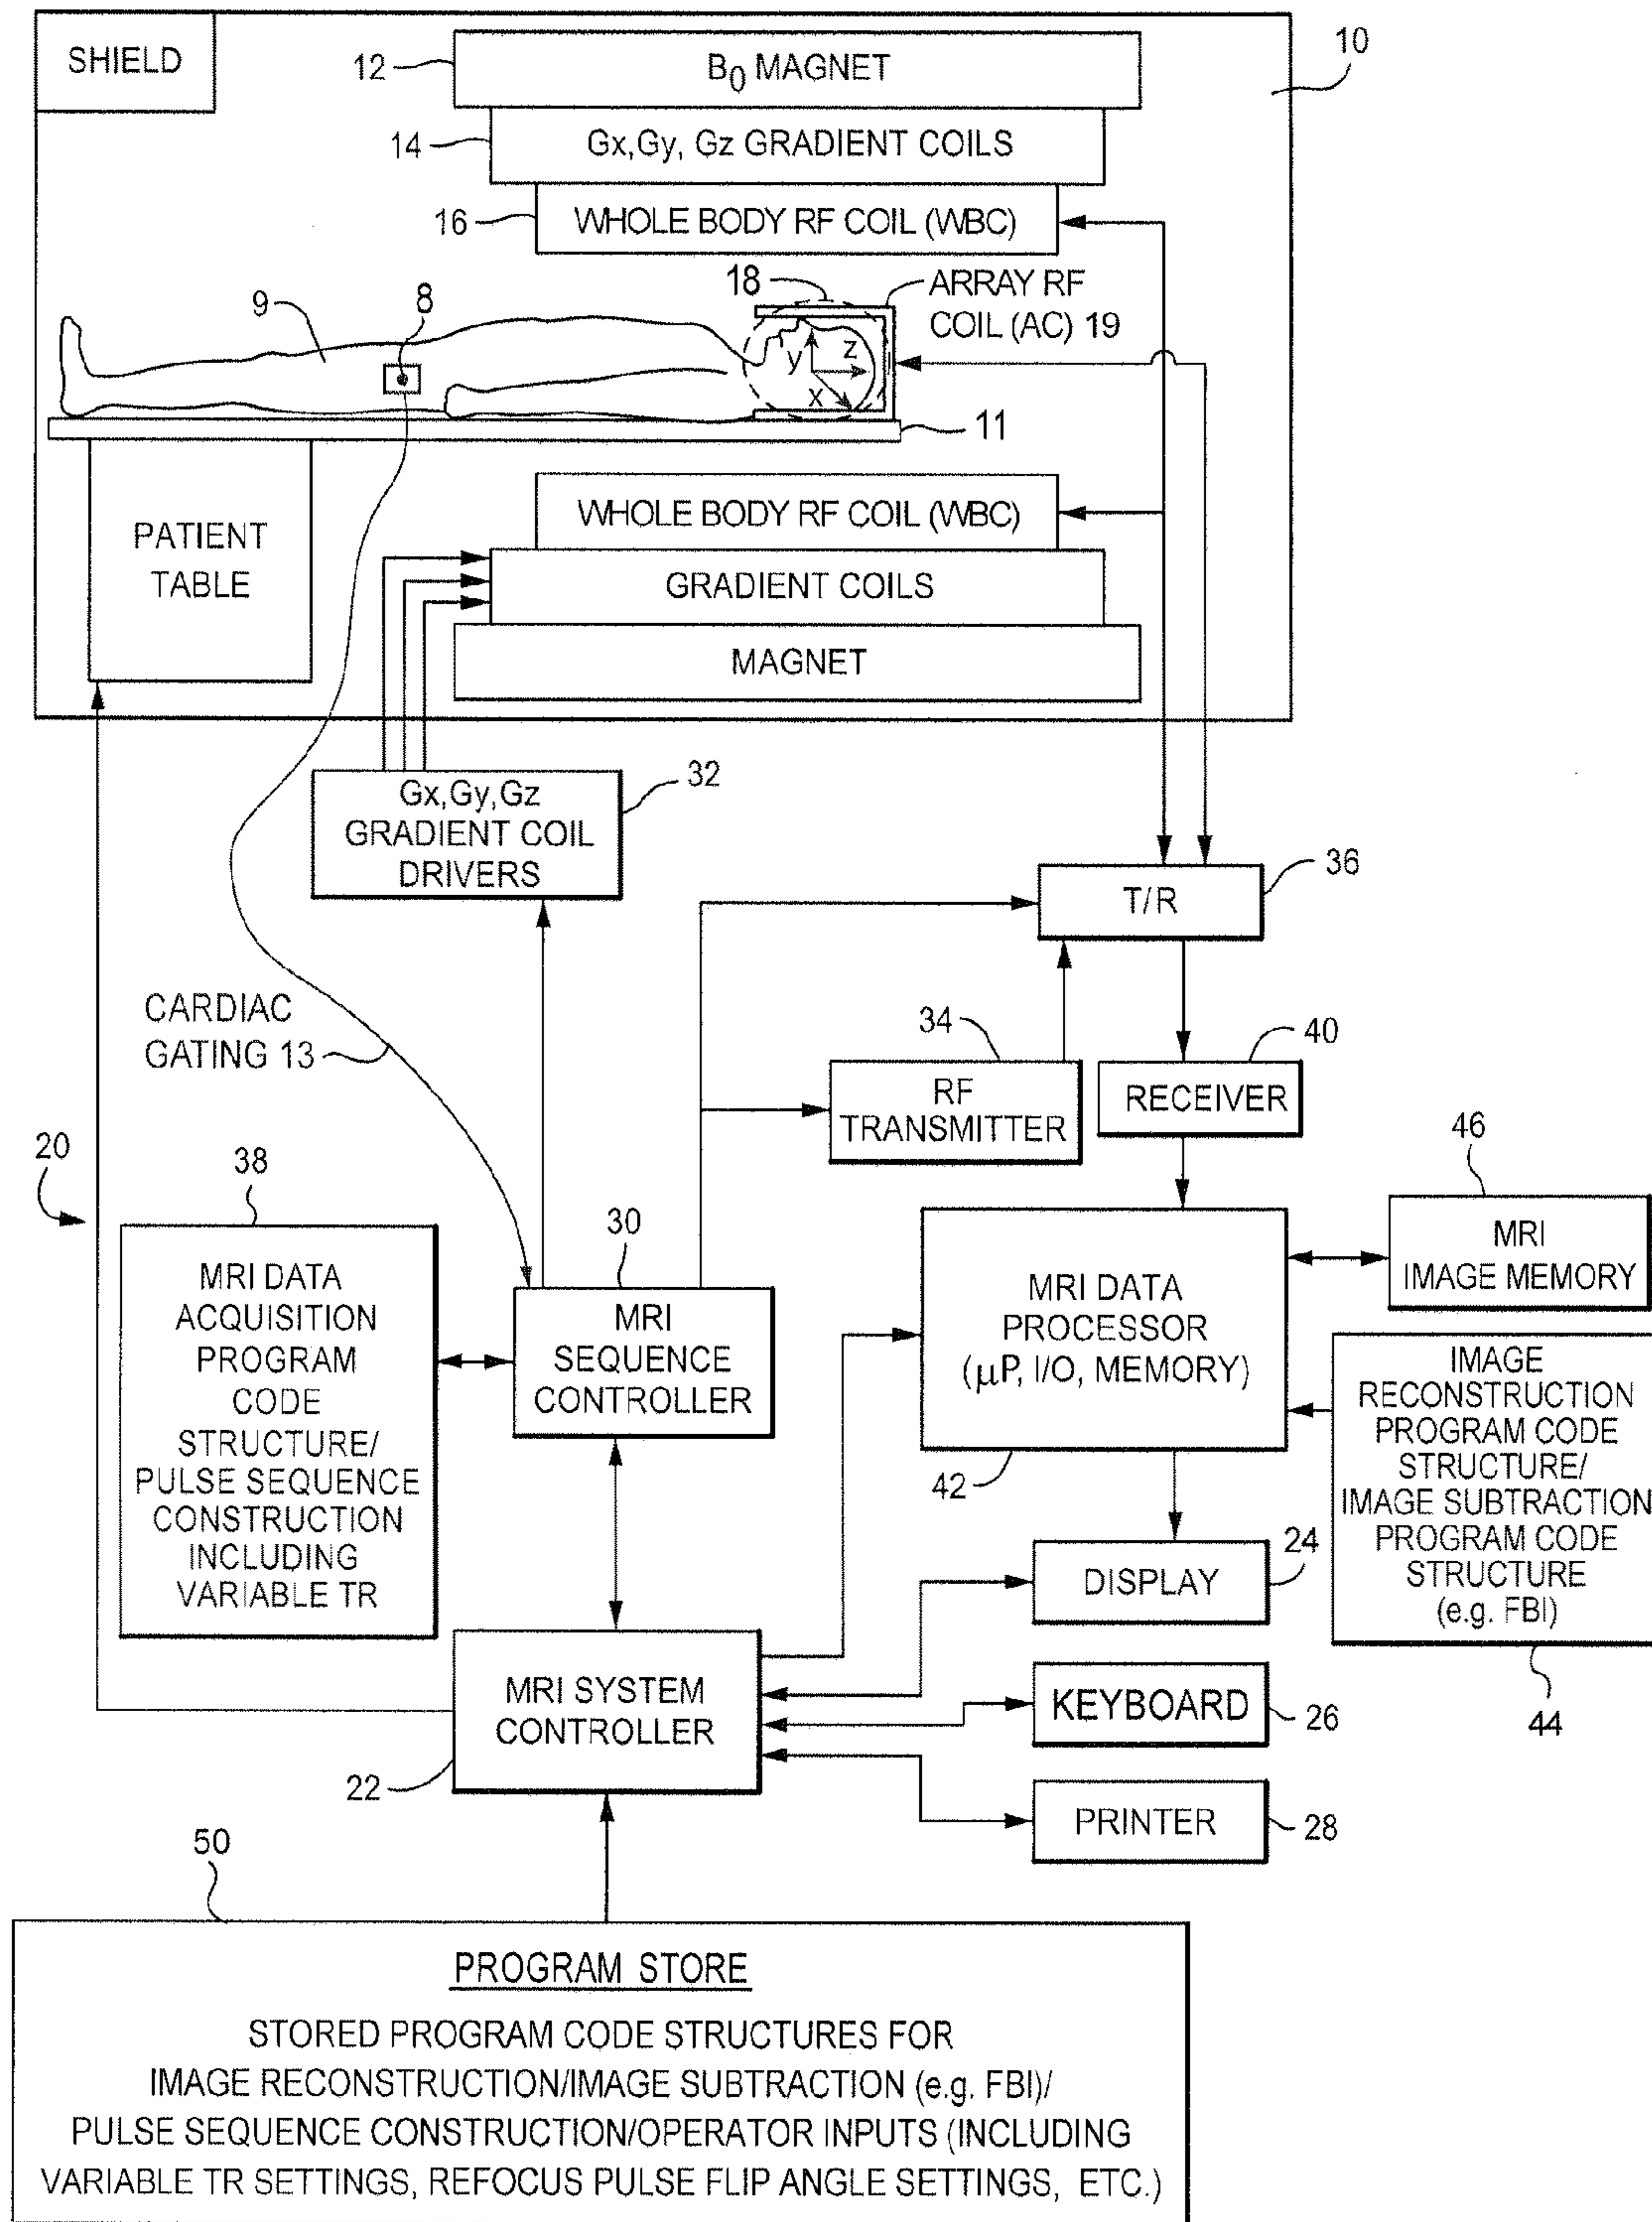 SHIELD
10
12
B0 MAGNET
14
Gx,Gy, Gz GRADIENT COILS
16
WHOLE BODY RF COIL (WBC)
9
8
18
ARRAY RF
COIL (AC) 19
y
z
x
11
PATIENT
TABLE
WHOLE BODY RF COIL (WBC)
GRADIENT COILS
MAGNET
Gx,Gy,Gz
GRADIENT COIL
DRIVERS
32
T/R
36
CARDIAC
GATING 13
34
RF
TRANSMITTER
40
RECEIVER
20
38
MRI DATA
ACQUISITION
PROGRAM
CODE
STRUCTURE/
PULSE SEQUENCE
CONSTRUCTION
INCLUDING
VARIABLE TR
30
MRI
SEQUENCE
CONTROLLER
MRI DATA
PROCESSOR
(µP, I/O, MEMORY)
42
46
MRI
IMAGE MEMORY
IMAGE
RECONSTRUCTION
PROGRAM CODE
STRUCTURE/
IMAGE SUBTRACTION
PROGRAM CODE
STRUCTURE
(e.g. FBI)
44
DISPLAY
24
MRI SYSTEM
CONTROLLER
22
KEYBOARD
26
PRINTER
28
50
PROGRAM STORE
STORED PROGRAM CODE STRUCTURES FOR
IMAGE RECONSTRUCTION/IMAGE SUBTRACTION (e.g. FBI)/
PULSE SEQUENCE CONSTRUCTION/OPERATOR INPUTS (INCLUDING
VARIABLE TR SETTINGS, REFOCUS PULSE FLIP ANGLE SETTINGS, ETC.)